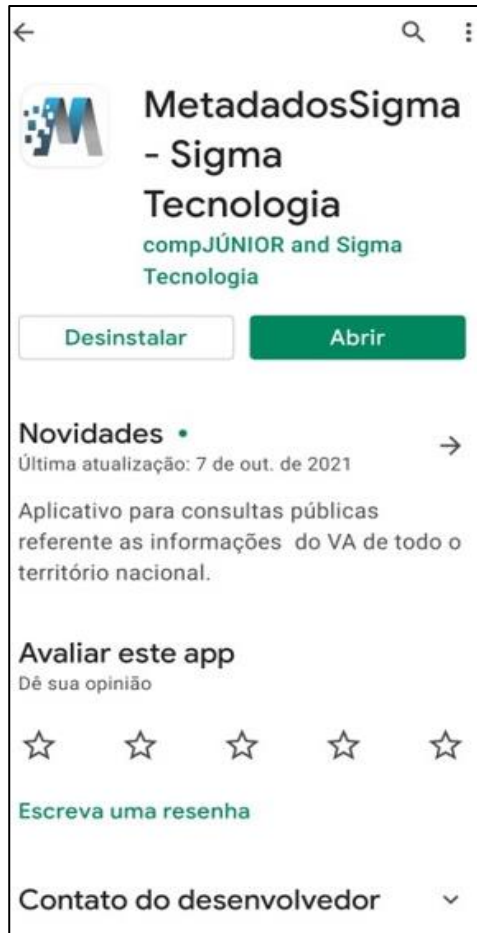 MetadadosSigma
- Sigma
Tecnologia
compJÚNIOR and Sigma
Tecnologia
Desinstalar
Abrir
Novidades •
Última atualização: 7 de out. de 2021
Aplicativo para consultas públicas
referente as informações do VA de todo o
território nacional.
Avaliar este app
Dê sua opinião
Escreva uma resenha
Contato do desenvolvedor